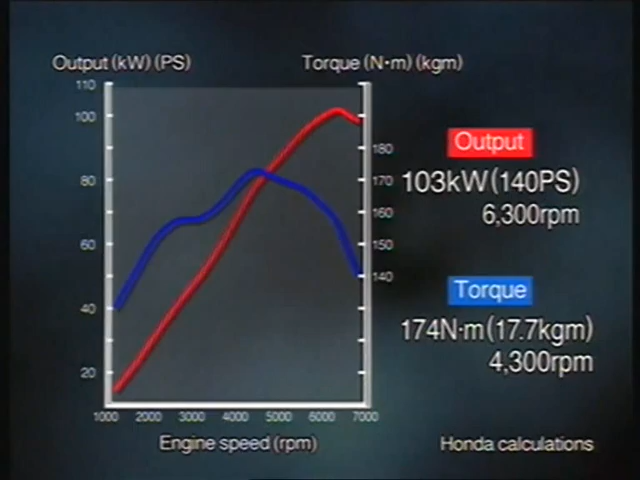 Output (kW) (PS)
Torque (N·m) (kgm)
110
100
80
60
40
20
180
170
160
150
140
1000 2000 3000 4000 5000 6000 7000
Engine speed (rpm)
Output
103kW (140PS)
6,300rpm
Torque
174N·m (17.7kgm)
4,300rpm
Honda calculations